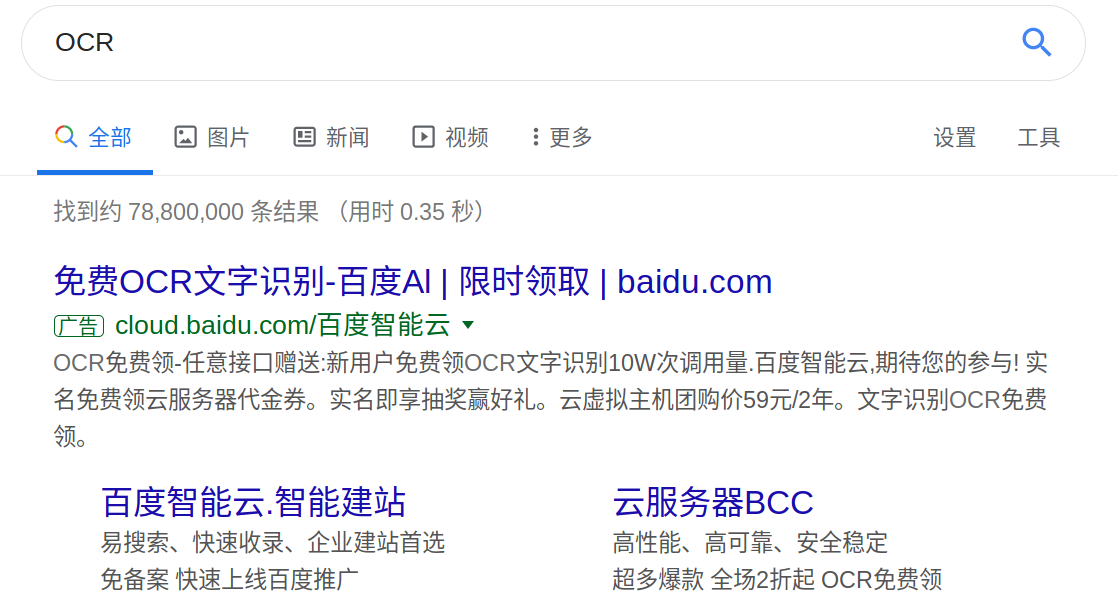 OCR
全部 图片 新闻 视频 更多 设置 工具
找到约 78,800,000 条结果 （用时 0.35 秒）
免费OCR文字识别-百度AI | 限时领取 | baidu.com
广告 cloud.baidu.com/百度智能云
OCR免费领-任意接口赠送:新用户免费领OCR文字识别10W次调用量.百度智能云,期待您的参与! 实
名免费领云服务器代金券。实名即享抽奖赢好礼。云虚拟主机团购价59元/2年。文字识别OCR免费
领。
百度智能云.智能建站 云服务器BCC
易搜索、快速收录、企业建站首选 高性能、高可靠、安全稳定
免备案 快速上线百度推广 超多爆款 全场2折起 OCR免费领